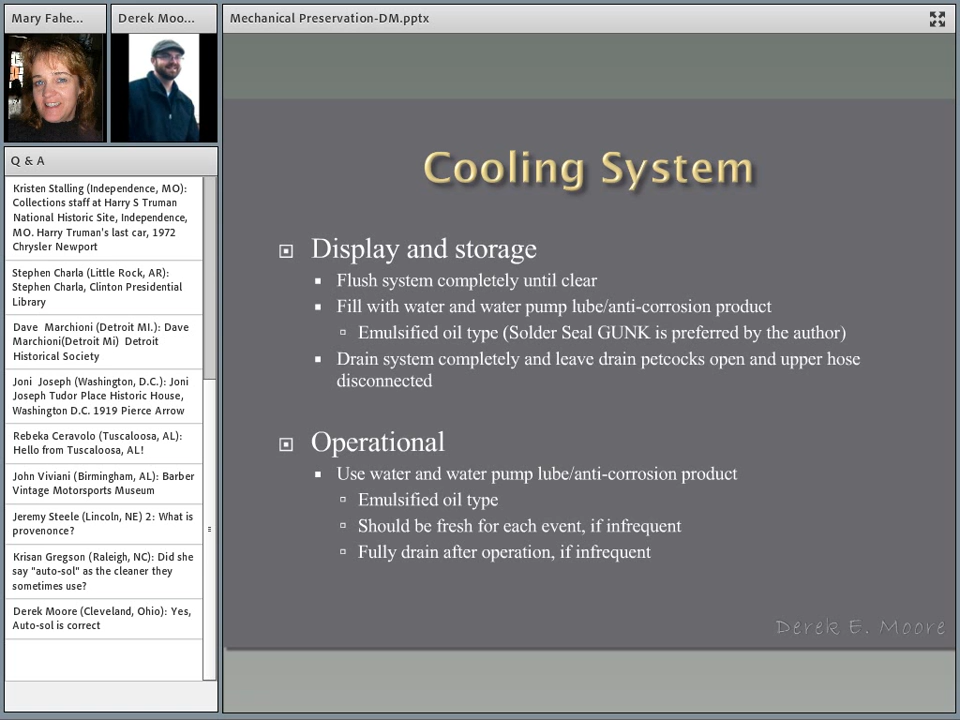 Mary Fahe...
Derek Moo...
Mechanical Preservation-DM.pptx
Q & A
Kristen Stalling (Independence, MO):
Collections staff at Harry S Truman
National Historic Site, Independence,
MO. Harry Truman's last car, 1972
Chrysler Newport
Stephen Charla (Little Rock, AR):
Stephen Charla, Clinton Presidential
Library
Dave Marchioni (Detroit MI.): Dave
Marchioni(Detroit Mi) Detroit
Historical Society
Joni Joseph (Washington, D.C.): Joni
Joseph Tudor Place Historic House,
Washington D.C. 1919 Pierce Arrow
Rebeka Ceravolo (Tuscaloosa, AL):
Hello from Tuscaloosa, AL!
John Viviani (Birmingham, AL): Barber
Vintage Motorsports Museum
Jeremy Steele (Lincoln, NE) 2: What is
provenonce?
Krisan Gregson (Raleigh, NC): Did she
say "auto-sol" as the cleaner they
sometimes use?
Derek Moore (Cleveland, Ohio): Yes,
Auto-sol is correct
Cooling System
Display and storage
Flush system completely until clear
Fill with water and water pump lube/anti-corrosion product
Emulsified oil type (Solder Seal GUNK is preferred by the author)
Drain system completely and leave drain petcocks open and upper hose
disconnected
Operational
Use water and water pump lube/anti-corrosion product
Emulsified oil type
Should be fresh for each event, if infrequent
Fully drain after operation, if infrequent
Derek E. Moore